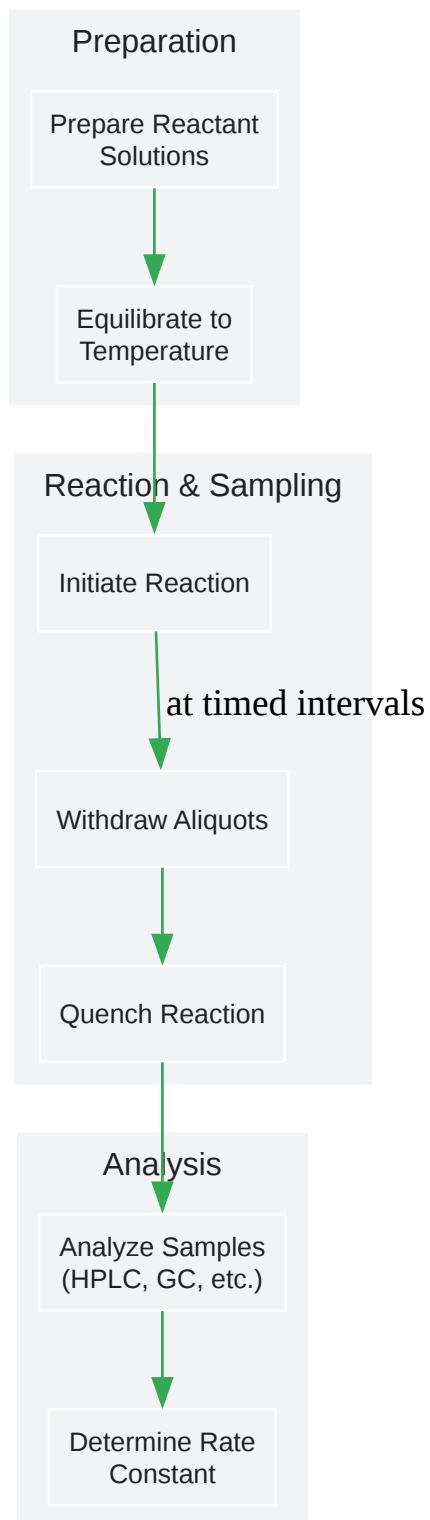 Preparation
Prepare Reactant
Solutions
Equilibrate to
Temperature
Reaction & Sampling
Initiate Reaction
at timed intervals
Withdraw Aliquots
Quench Reaction
Analysis
Analyze Samples
(HPLC, GC, etc.)
Determine Rate
Constant